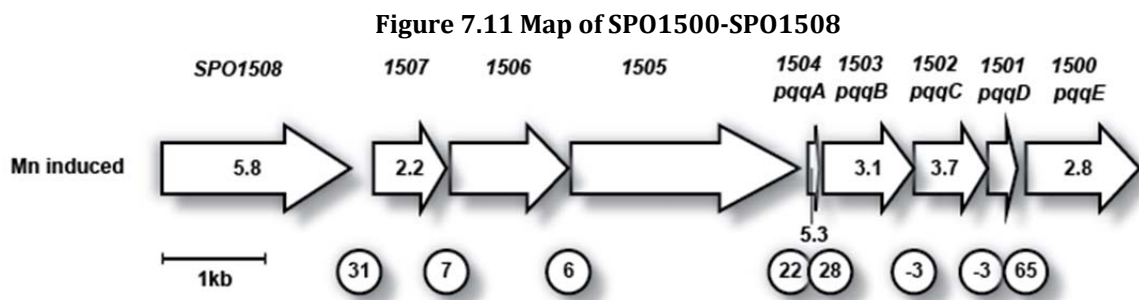 Figure 7.11 Map of SPO1500-SPO1508
SPO1508 1507 1506 1505 1504 1503 1502 1501 1500
pqqA pqqB pqqC pqqD pqqE
Mn induced 5.8 2.2 3.1 3.7 2.8
5.3
1kb 31 7 6 22 28 -3 -3 65